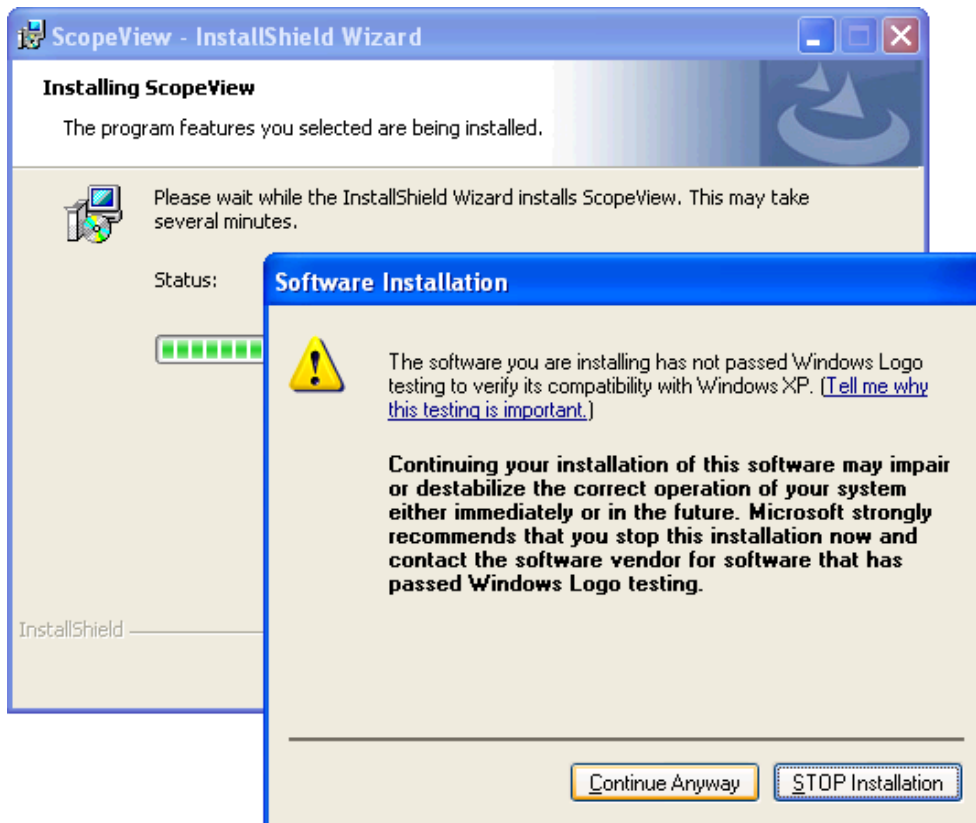 ScopeView - InstallShield Wizard
Installing ScopeView
The program features you selected are being installed.
Please wait while the InstallShield Wizard installs ScopeView. This may take
several minutes.
Status:
InstallShield
Software Installation
The software you are installing has not passed Windows Logo
testing to verify its compatibility with Windows XP. (Tell me why
this testing is important.)
Continuing your installation of this software may impair
or destabilize the correct operation of your system
either immediately or in the future. Microsoft strongly
recommends that you stop this installation now and
contact the software vendor for software that has
passed Windows Logo testing.
Continue Anyway STOP Installation